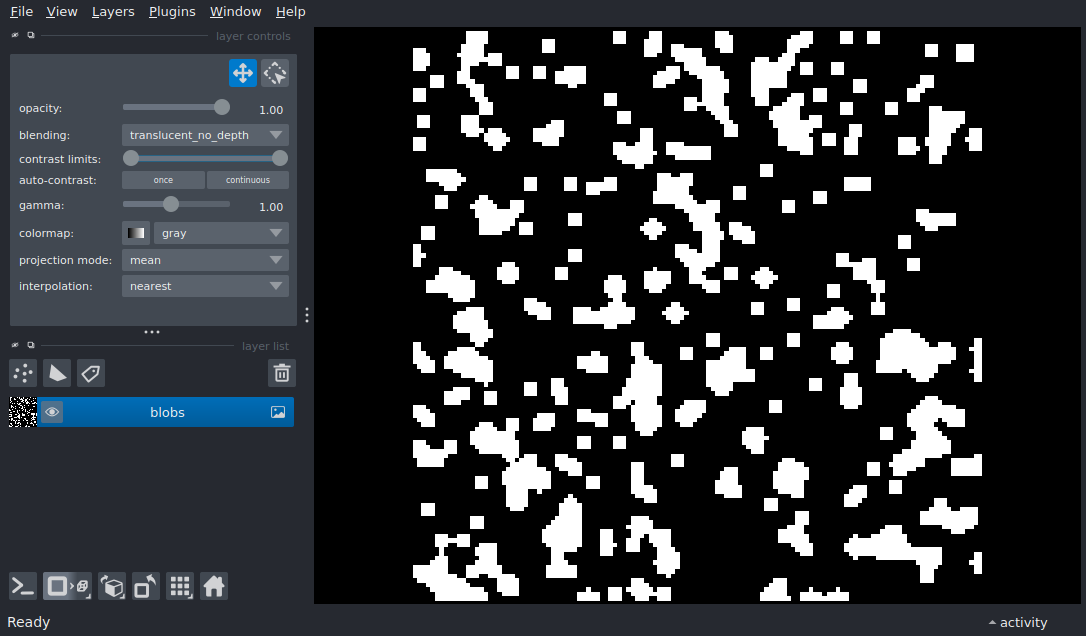 File View Layers Plugins Window Help
layer controls
opacity: 1.00
blending: translucent_no_depth
contrast limits:
auto-contrast: once continuous
gamma: 1.00
colormap: gray
projection mode: mean
interpolation: nearest
layer list
blobs
Ready
activity